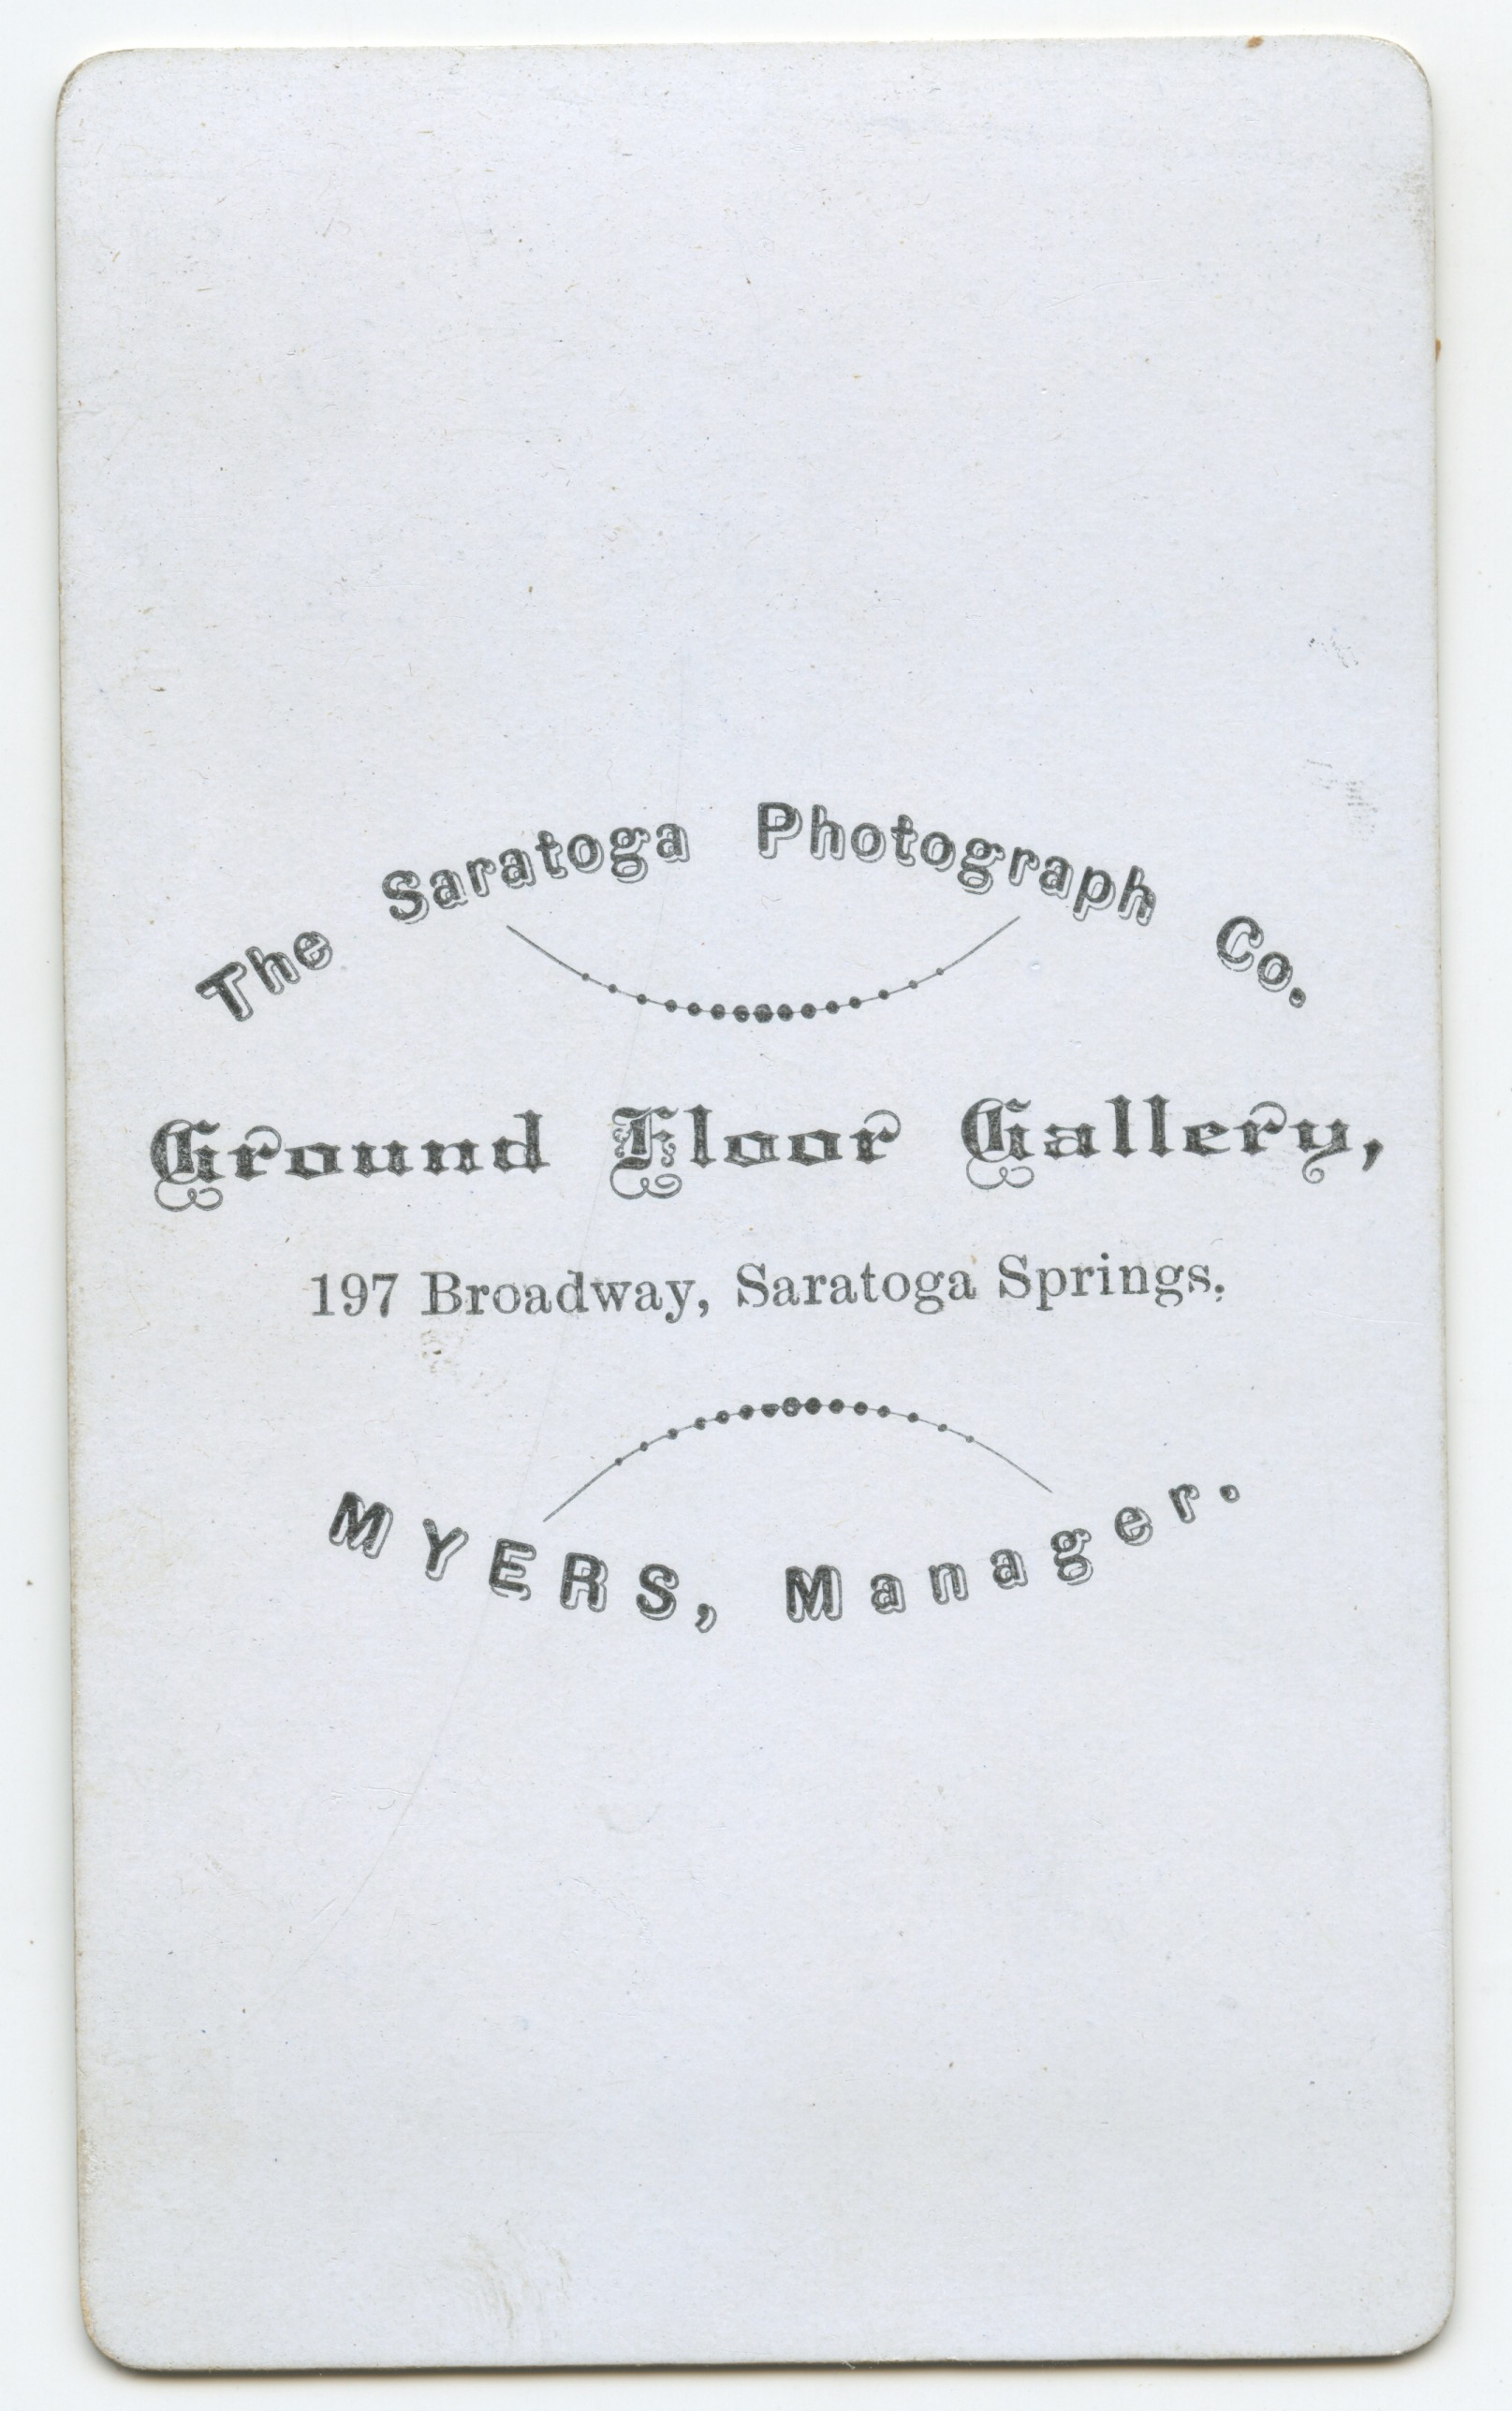 The Saratoga Photograph Co.
Ground Floor Gallery,
197 Broadway, Saratoga Springs.
MYERS, Manager.